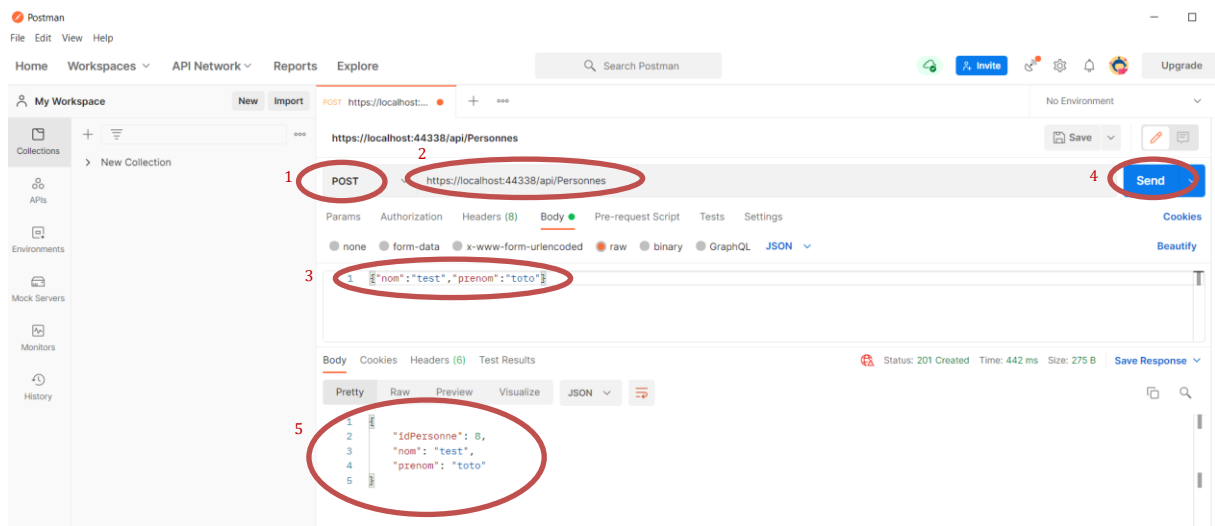 Postman
File Edit View Help
Home Workspaces API Network Reports Explore Search Postman Invite Upgrade
My Workspace New Import POST https://localhost:... No Environment
Collections
New Collection
APIs
Environments
Mock Servers
Monitors
History
https://localhost:44338/api/Personnes Save
1 POST 2 https://localhost:44338/api/Personnes 4 Send
Params Authorization Headers (8) Body Pre-request Script Tests Settings Cookies
none form-data x-www-form-urlencoded raw binary GraphQL JSON Beautify
3 1 {"nom":"test","prenom":"toto"}
Body Cookies Headers (6) Test Results Status: 201 Created Time: 442 ms Size: 275 B Save Response
Pretty Raw Preview Visualize JSON
5
1 {
2 "idPersonne": 8,
3 "nom": "test",
4 "prenom": "toto"
5 }